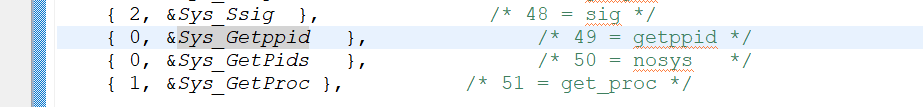 { 2, &Sys_Ssig  },                 /* 48 = sig */
{ 0, &Sys_Getppid   },                 /* 49 = getppid */
{ 0, &Sys_GetPids   },                 /* 50 = nosys   */
{ 1, &Sys_GetProc },            /* 51 = get_proc */